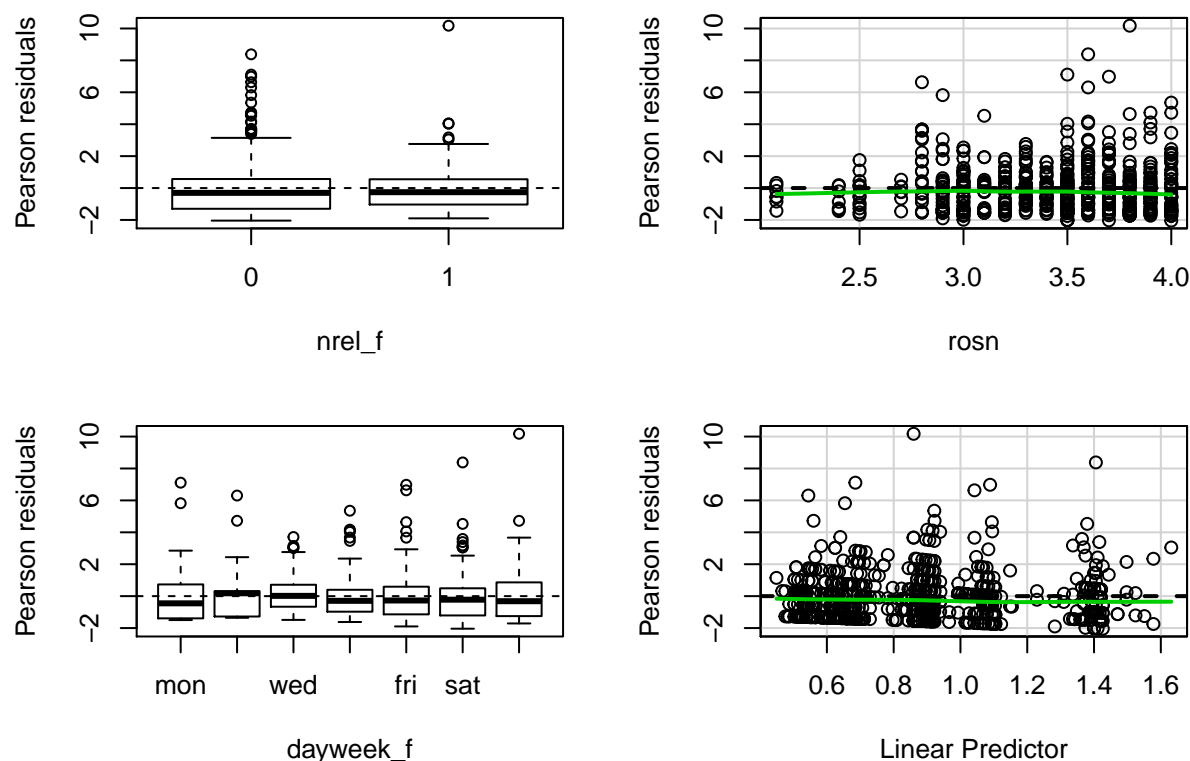 Pearson residuals
−2 2 6 10
0 1
nrel_f
Pearson residuals
−2 2 6 10
2.5 3.0 3.5 4.0
rosn
Pearson residuals
−2 2 6 10
mon wed fri sat
dayweek_f
Pearson residuals
−2 2 6 10
0.6 0.8 1.0 1.2 1.4 1.6
Linear Predictor